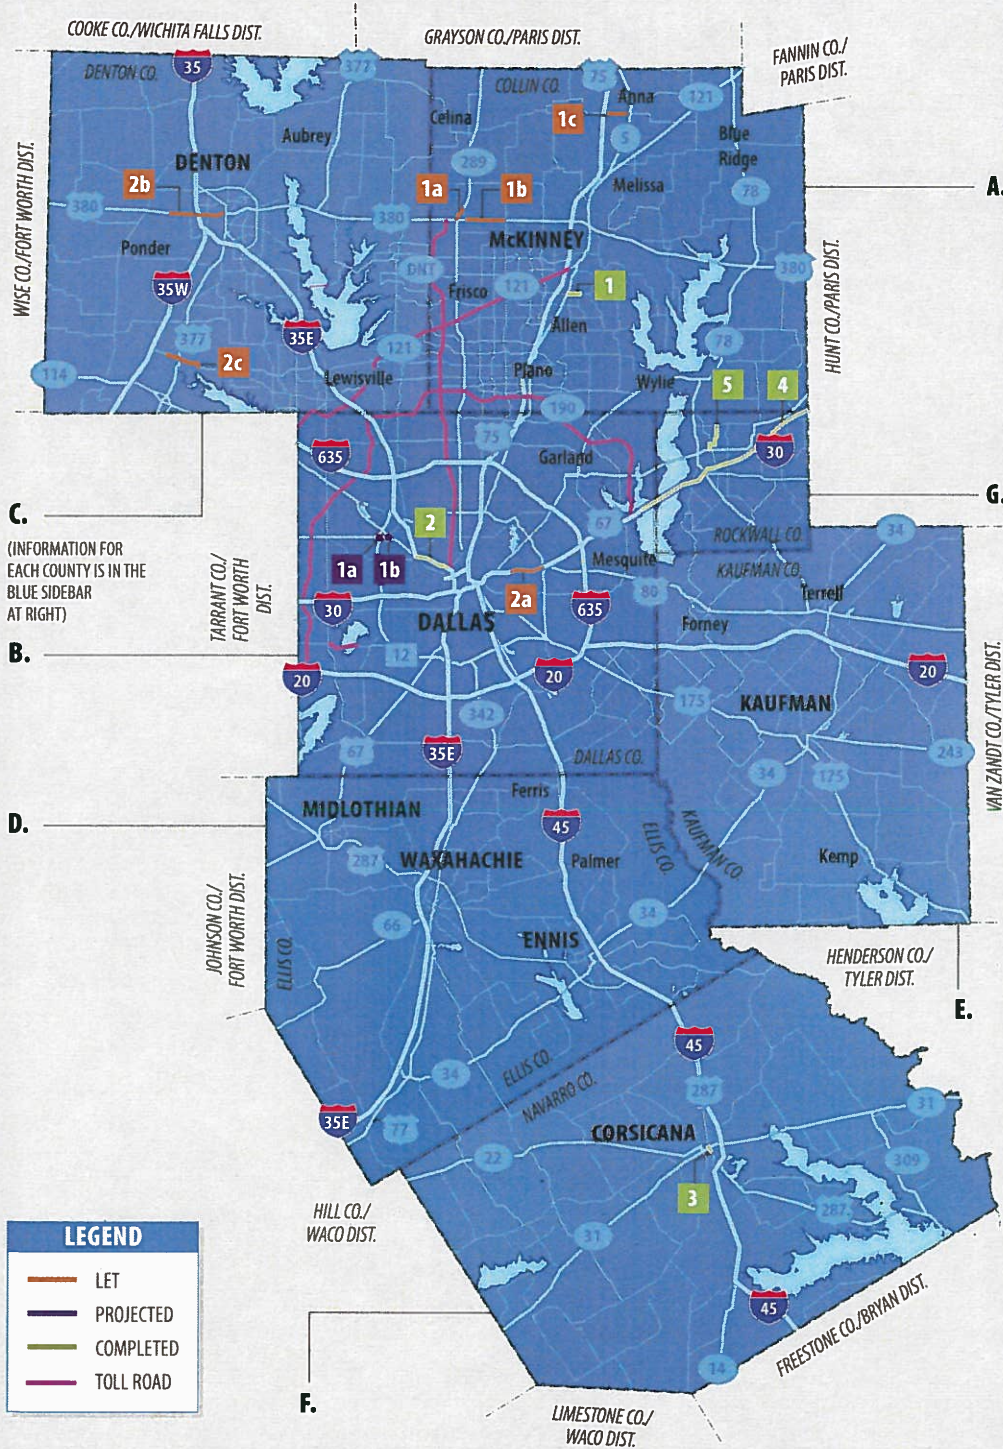 COOKE CO./WICHITA FALLS DIST.
GRAYSON CO./PARIS DIST.
FANNIN CO./
PARIS DIST.
DENTON CO.
35
377
COLLIN CO.
75
Anna
121
1c
Celina
5
Blue
Ridge
Aubrey
DENTON
289
Melissa
78
WISE CO./FORT WORTH DIST.
2b
1a
1b
A.
380
380
McKINNEY
Ponder
DNT
380
HUNT CO./PARIS DIST.
35W
Frisco
121
1
Allen
377
35E
121
78
2c
114
Lewisville
Plano
Wylie
5
4
190
75
635
Garland
30
G.
C.
(INFORMATION FOR
EACH COUNTY IS IN THE
BLUE SIDEBAR
AT RIGHT)
2
67
ROCKWALL CO.
34
TARRANT CO./
FORT WORTH
DIST.
1a
1b
Mesquite
KAUFMAN CO.
2a
80
Terrell
30
635
DALLAS
Forney
B.
12
20
20
20
VAN ZANDT CO./TYLER DIST.
175
KAUFMAN
342
67
35E
DALLAS CO.
243
34
175
Ferris
MIDLOTHIAN
D.
45
ELLIS CO.
KAUFMAN CO.
287
WAXAHACHIE
Palmer
Kemp
JOHNSON CO./
FORT WORTH DIST.
66
34
ELLIS CO.
ENNIS
HENDERSON CO./
TYLER DIST.
E.
45
ELLIS CO.
34
287
NAVARRO CO.
31
35E
77
CORSICANA
22
309
3
HILL CO./
WACO DIST.
287
31
LEGEND
LET
PROJECTED
COMPLETED
TOLL ROAD
45
FREESTONE CO./BRYAN DIST.
14
F.
LIMESTONE CO./
WACO DIST.